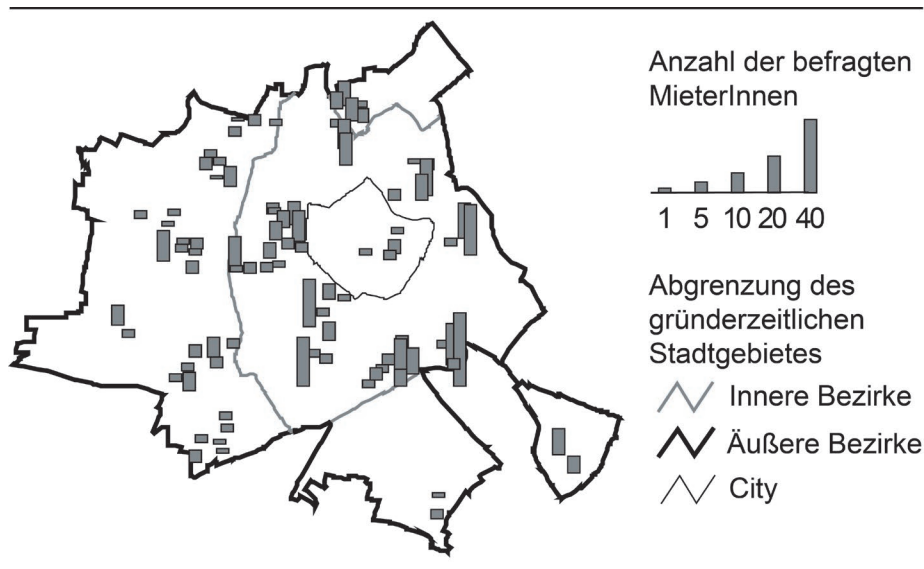 Anzahl der befragten
MieterInnen
1 5 10 20 40
Abgrenzung des
gründerzeitlichen
Stadtgebietes
Innere Bezirke
Äußere Bezirke
City